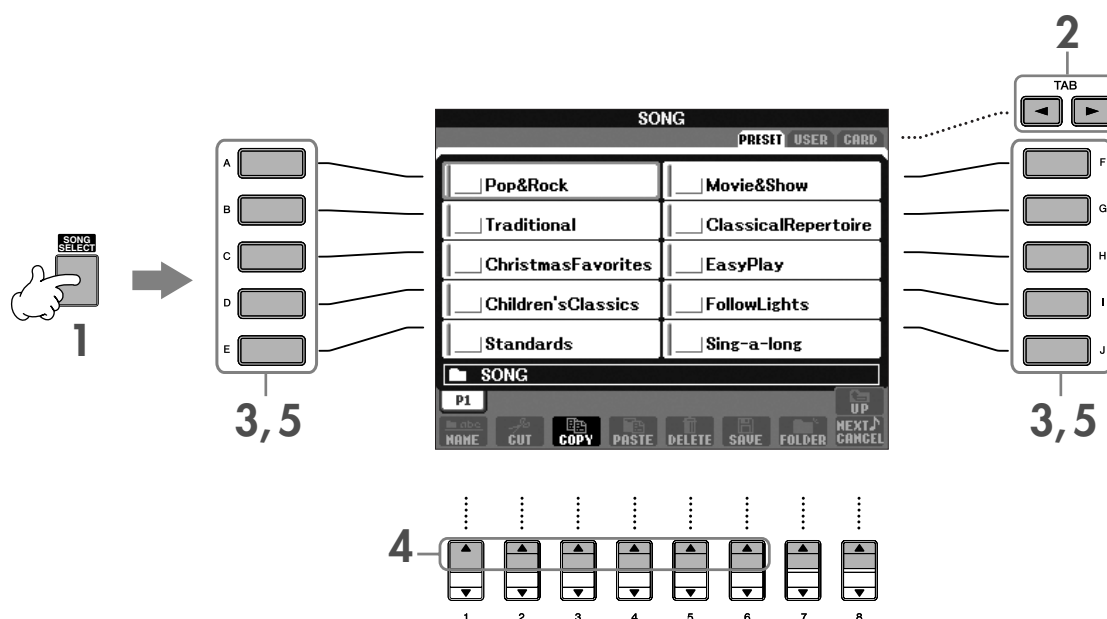 2
TAB
SONG
PRESET USER CARD
A
Pop&Rock
Movie&Show
F
B
Traditional
ClassicalRepertoire
G
SONG
SELECT
C
ChristmasFavorites
EasyPlay
H
D
Children'sClassics
FollowLights
I
1
E
Standards
Sing-a-long
J
SONG
P1
UP
3,5
3,5
NAME CUT COPY PASTE DELETE SAVE FOLDER NEXT♪
CANCEL
4
1 2 3 4 5 6 7 8